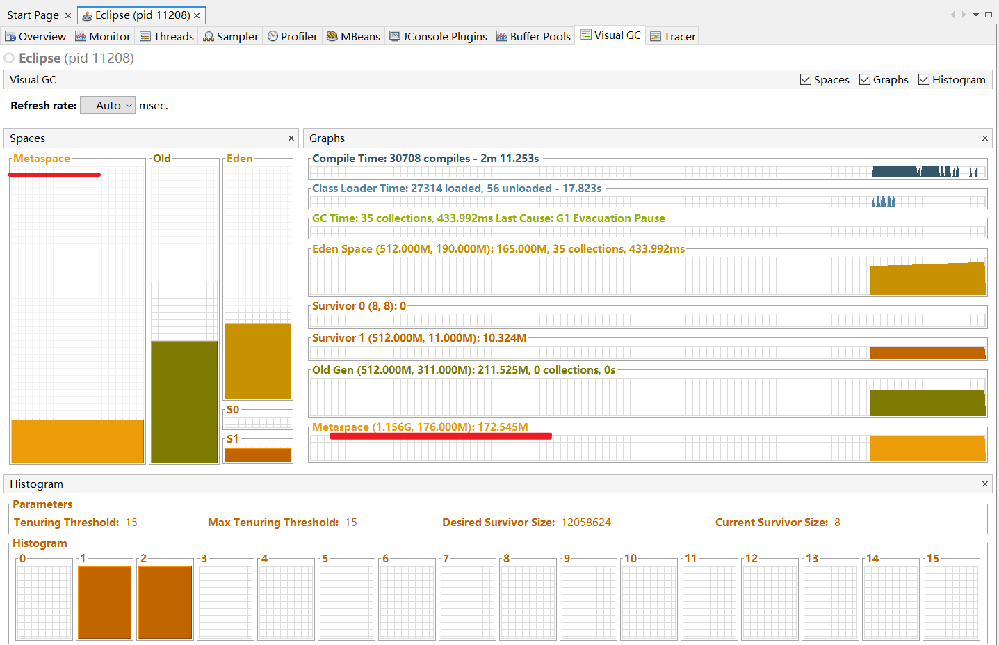 Start Page
Eclipse (pid 11208)
Overview
Monitor
Threads
Sampler
Profiler
MBeans
JConsole Plugins
Buffer Pools
Visual GC
Tracer
Eclipse (pid 11208)
Visual GC
Spaces
Graphs
Histogram
Refresh rate: Auto msec.
Spaces
Metaspace
Old
Eden
S0
S1
Graphs
Compile Time: 30708 compiles - 2m 11.253s
Class Loader Time: 27314 loaded, 56 unloaded - 17.823s
GC Time: 35 collections, 433.992ms Last Cause: G1 Evacuation Pause
Eden Space (512.000M, 190.000M): 165.000M, 35 collections, 433.992ms
Survivor 0 (8, 8): 0
Survivor 1 (512.000M, 11.000M): 10.324M
Old Gen (512.000M, 311.000M): 211.525M, 0 collections, 0s
Metaspace (1.156G, 176.000M): 172.545M
Histogram
Parameters
Tenuring Threshold: 15
Max Tenuring Threshold: 15
Desired Survivor Size: 12058624
Current Survivor Size: 8
Histogram
0
1
2
3
4
5
6
7
8
9
10
11
12
13
14
15